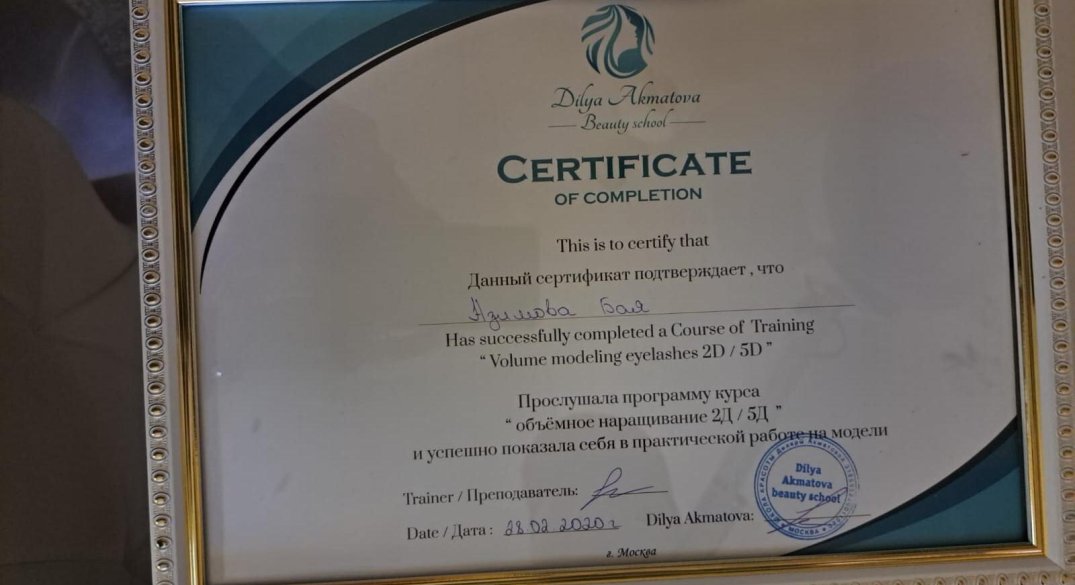 Dilya Akmatova
Beauty school
CERTIFICATE
OF COMPLETION
This is to certify that
Данный сертификат подтверждает , что
Азимова Бая
Has successfully completed a Course of Training
“ Volume modeling eyelashes 2D / 5D ”
Прослушала программу курса
“ объёмное наращивание 2Д / 5Д ”
и успешно показала себя в практической работе на модели
Trainer / Преподаватель:
Date / Дата : 28.02.2020г
Dilya Akmatova:
Dilya
Akmatova
beauty school
МОСКВА
г. Москва